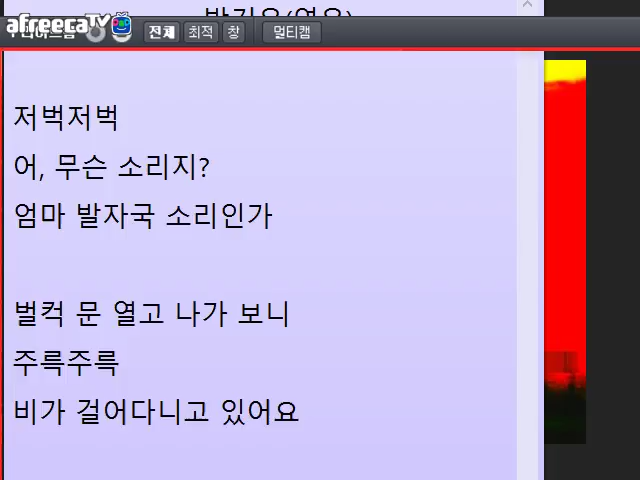 afreecaTV
전체 최적 창 멀티캠
저벅저벅
어, 무슨 소리지?
엄마 발자국 소리인가
벌컥 문 열고 나가 보니
주륵주륵
비가 걸어다니고 있어요